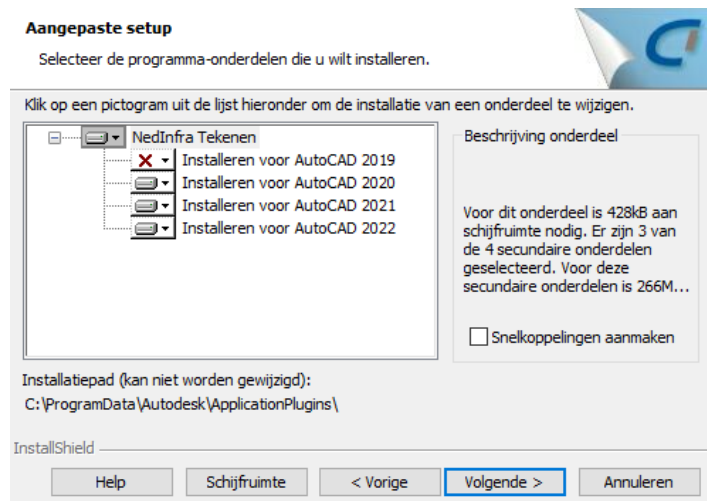 Aangepaste setup
Selecteer de programma-onderdelen die u wilt installeren.
Klik op een pictogram uit de lijst hieronder om de installatie van een onderdeel te wijzigen.
NedInfra Tekenen
Installeren voor AutoCAD 2019
Installeren voor AutoCAD 2020
Installeren voor AutoCAD 2021
Installeren voor AutoCAD 2022
Beschrijving onderdeel
Voor dit onderdeel is 428kB aan
schijfruimte nodig. Er zijn 3 van
de 4 secundaire onderdelen
geselecteerd. Voor deze
secundaire onderdelen is 266M...
Snelkoppelingen aanmaken
Installatiepad (kan niet worden gewijzigd):
C:\ProgramData\Autodesk\ApplicationPlugins\
InstallShield
Help
Schijfruimte
< Vorige
Volgende >
Annuleren